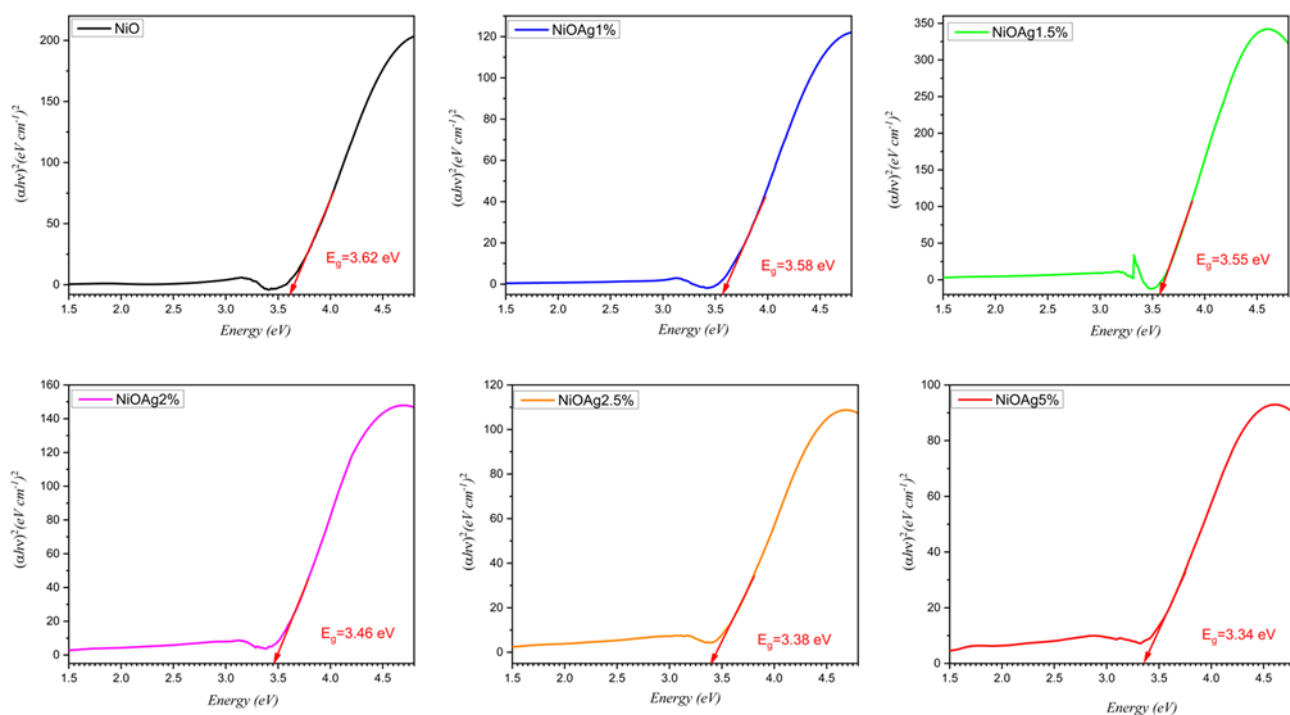 NiO
(αhν)²(eV cm⁻¹)²
200
150
100
50
0
E_g=3.62 eV
1.5 2.0 2.5 3.0 3.5 4.0 4.5
Energy (eV)
NiOAg1%
(αhν)²(eV cm⁻¹)²
120
100
80
60
40
20
0
E_g=3.58 eV
1.5 2.0 2.5 3.0 3.5 4.0 4.5
Energy (eV)
NiOAg1.5%
(αhν)²(eV cm⁻¹)²
350
300
250
200
150
100
50
0
E_g=3.55 eV
1.5 2.0 2.5 3.0 3.5 4.0 4.5
Energy (eV)
NiOAg2%
(αhν)²(eV cm⁻¹)²
160
140
120
100
80
60
40
20
0
E_g=3.46 eV
1.5 2.0 2.5 3.0 3.5 4.0 4.5
Energy (eV)
NiOAg2.5%
(αhν)²(eV cm⁻¹)²
120
100
80
60
40
20
0
E_g=3.38 eV
1.5 2.0 2.5 3.0 3.5 4.0 4.5
Energy (eV)
NiOAg5%
(αhν)²(eV cm⁻¹)²
100
80
60
40
20
0
E_g=3.34 eV
1.5 2.0 2.5 3.0 3.5 4.0 4.5
Energy (eV)